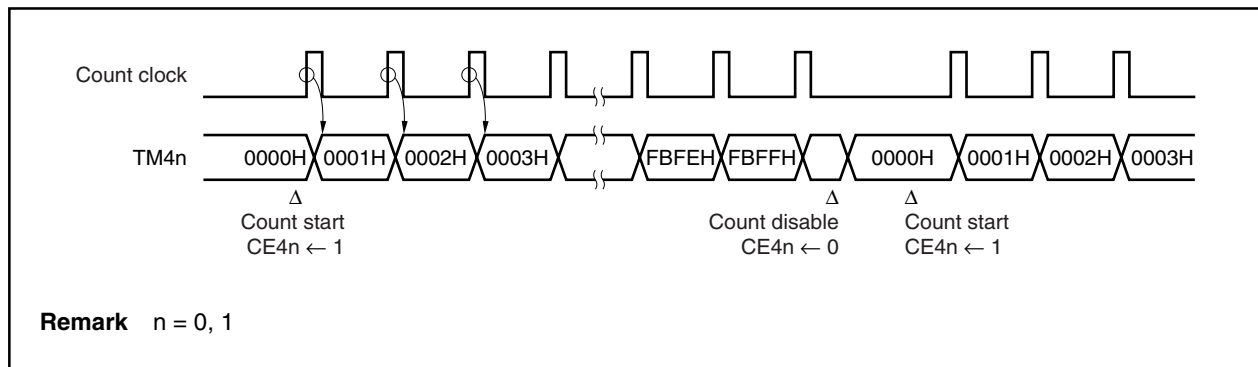 Count clock
TM4n 0000H 0001H 0002H 0003H FBFEH FBFFH 0000H 0001H 0002H 0003H
Δ Δ Δ
Count start Count disable Count start
CE4n ← 1 CE4n ← 0 CE4n ← 1
Remark n = 0, 1